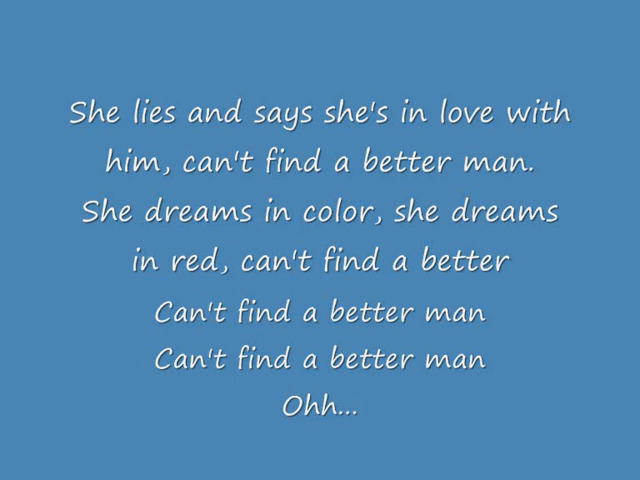 She lies and says she's in love with
him, can't find a better man.
She dreams in color, she dreams
in red, can't find a better
Can't find a better man
Can't find a better man
Ohh...